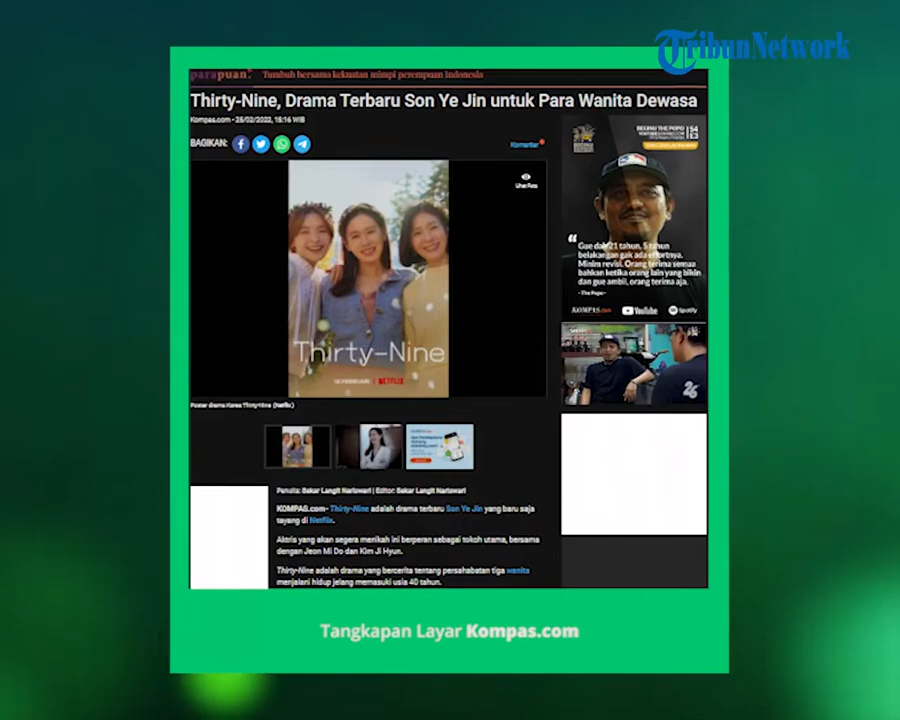 TribunNetwork
parapuan. Tumbuh bersama kekuatan mimpi perempuan Indonesia
Thirty-Nine, Drama Terbaru Son Ye Jin untuk Para Wanita Dewasa
Kompas.com - 25/02/2022, 15:16 WIB
BAGIKAN:
Komentar
Lihat Foto
Thirty-Nine
NETFLIX
Poster drama Korea Thirty-Nine (Netflix)
Penulis: Sekar Langit Nariswari | Editor: Sekar Langit Nariswari
KOMPAS.com- Thirty-Nine adalah drama terbaru Son Ye Jin yang baru saja
tayang di Netflix.
Aktris yang akan segera menikah ini berperan sebagai tokoh utama, bersama
dengan Jeon Mi Do dan Kim Ji Hyun.
Thirty-Nine adalah drama yang bercerita tentang persahabatan tiga wanita
menjalani hidup jelang memasuki usia 40 tahun.
BEGINU THE POPO
“
Gue dari 21 tahun, 5 tahun
belakangan gak ada effortnya.
Minim revisi. Orang terima semua
bahkan ketika orang lain yang bikin
dan gue ambil, orang terima aja.
- The Popo -
KOMPAS.com
YouTube
Spotify
Tangkapan Layar Kompas.com